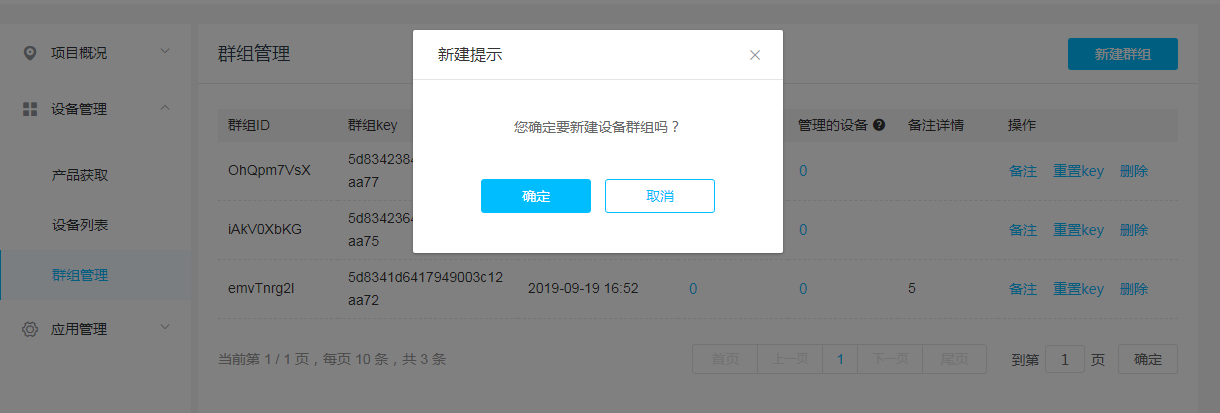 项目概况
设备管理
产品获取
设备列表
群组管理
应用管理
群组管理
新建群组
群组ID 群组key 管理的设备 ? 备注详情 操作
OhQpm7VsX 5d8342384 0 备注 重置key 删除
aa77
iAkV0XbKG 5d8342364 0 备注 重置key 删除
aa75
emvTnrg2I 5d8341d6417949003c12 2019-09-19 16:52 0 0 5 备注 重置key 删除
aa72
当前第 1 / 1 页，每页 10 条，共 3 条
首页 上一页 1 下一页 尾页 到第 1 页 确定
新建提示
您确定要新建设备群组吗？
确定 取消